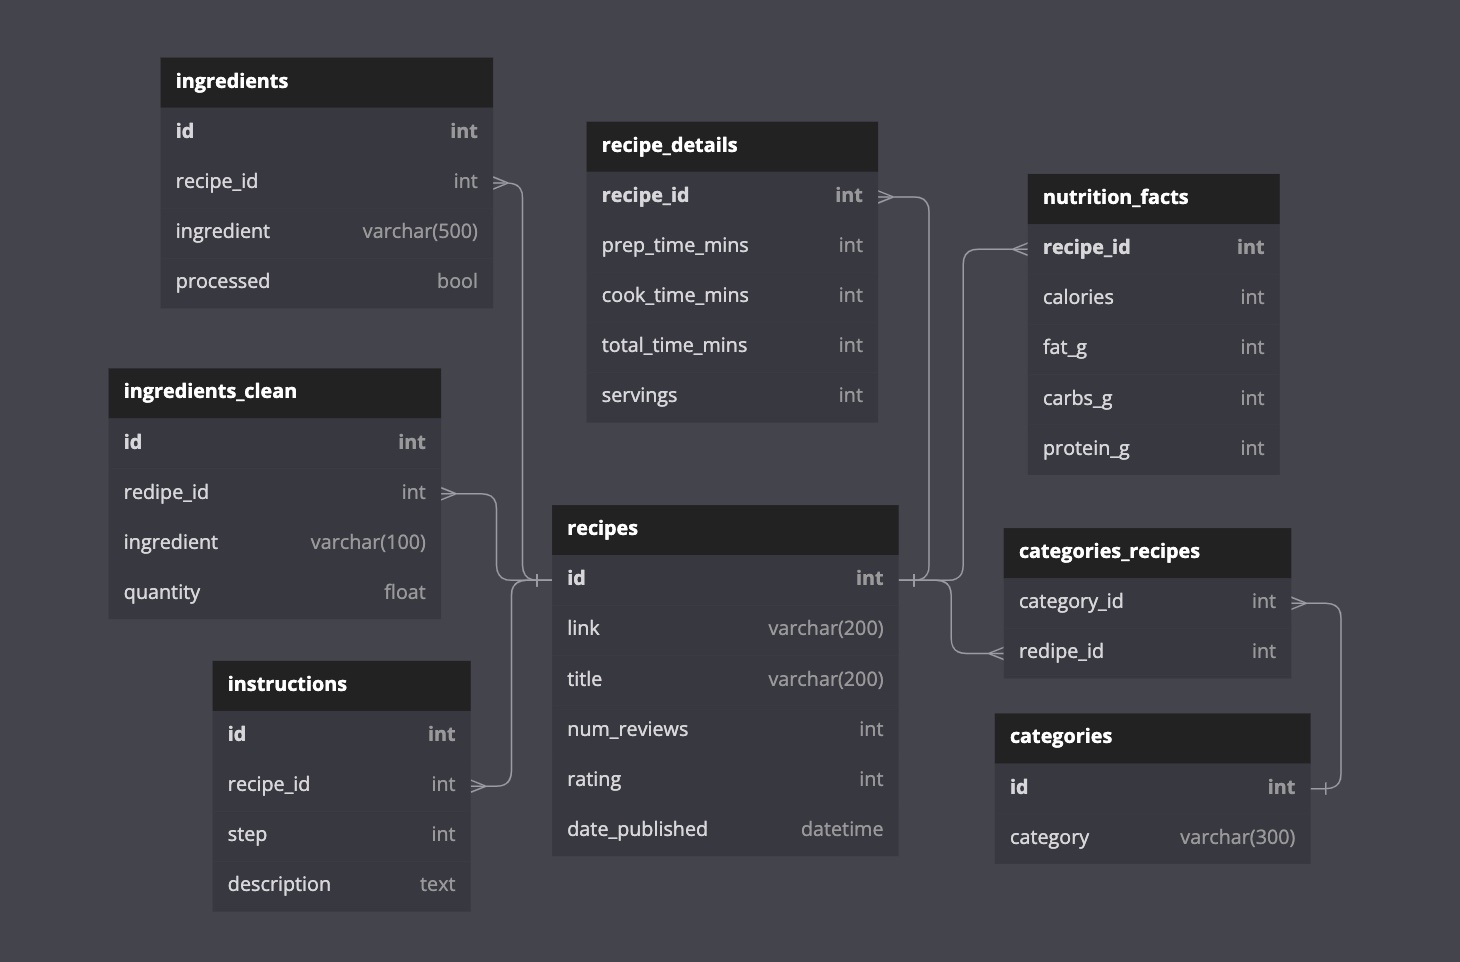 ingredients
id int
recipe_id int
ingredient varchar(500)
processed bool
recipe_details
recipe_id int
prep_time_mins int
cook_time_mins int
total_time_mins int
servings int
nutrition_facts
recipe_id int
calories int
fat_g int
carbs_g int
protein_g int
ingredients_clean
id int
redipe_id int
ingredient varchar(100)
quantity float
recipes
id int
link varchar(200)
title varchar(200)
num_reviews int
rating int
date_published datetime
categories_recipes
category_id int
redipe_id int
instructions
id int
recipe_id int
step int
description text
categories
id int
category varchar(300)